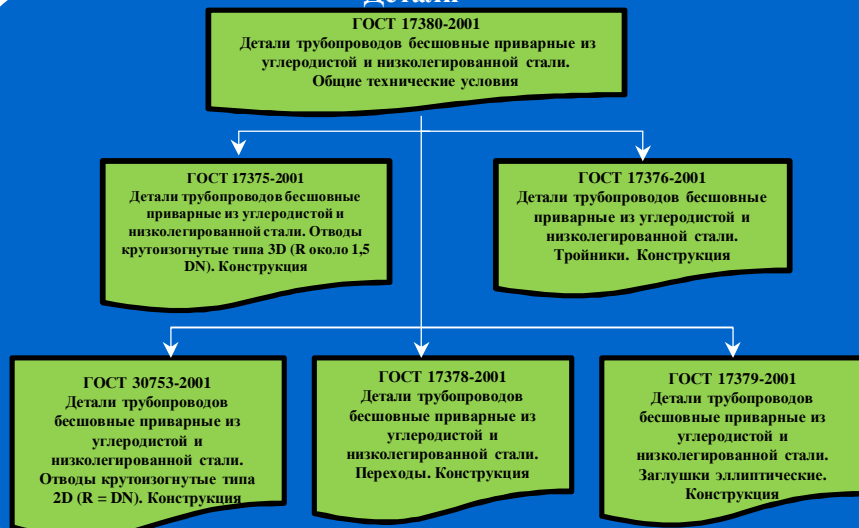 Детали
ГОСТ 17380-2001
Детали трубопроводов бесшовные приварные из
углеродистой и низколегированной стали.
Общие технические условия
ГОСТ 17375-2001
Детали трубопроводов бесшовные
приварные из углеродистой и
низколегированной стали. Отводы
крутоизогнутые типа 3D (R около 1,5
DN). Конструкция
ГОСТ 17376-2001
Детали трубопроводов бесшовные
приварные из углеродистой и
низколегированной стали.
Тройники. Конструкция
ГОСТ 30753-2001
Детали трубопроводов
бесшовные приварные из
углеродистой и
низколегированной стали.
Отводы крутоизогнутые типа
2D (R = DN). Конструкция
ГОСТ 17378-2001
Детали трубопроводов
бесшовные приварные из
углеродистой и
низколегированной стали.
Переходы. Конструкция
ГОСТ 17379-2001
Детали трубопроводов
бесшовные приварные из
углеродистой и
низколегированной стали.
Заглушки эллиптические.
Конструкция